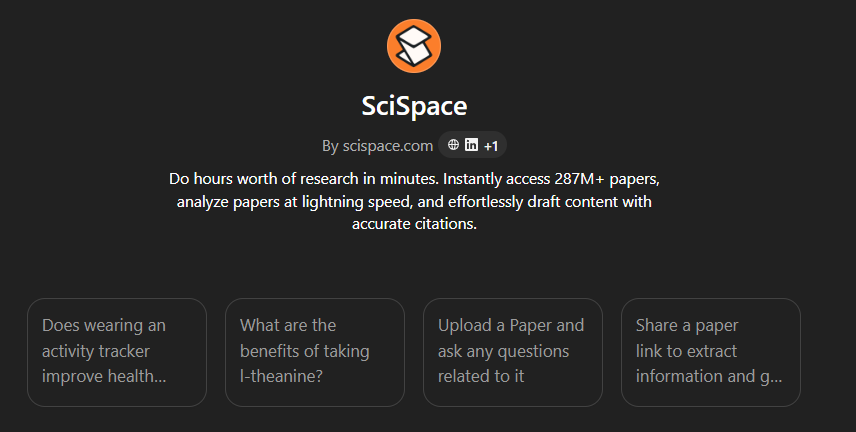 SciSpace
By scispace.com in +1
Do hours worth of research in minutes. Instantly access 287M+ papers,
analyze papers at lightning speed, and effortlessly draft content with
accurate citations.
Does wearing an
activity tracker
improve health...
What are the
benefits of taking
l-theanine?
Upload a Paper and
ask any questions
related to it
Share a paper
link to extract
information and g...